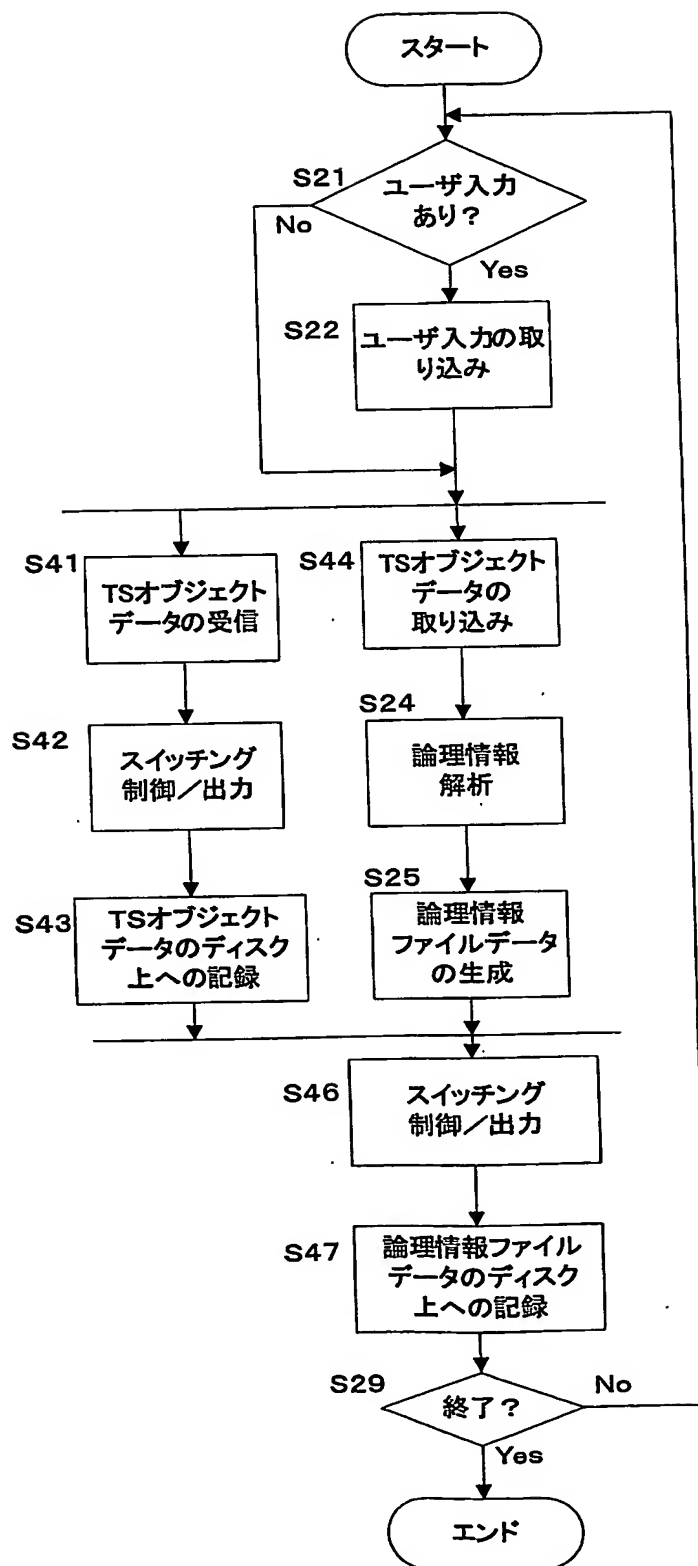 スタート
S21
ユーザ入力
あり？
No
Yes
S22
ユーザ入力の取
り込み
S41
TSオブジェクト
データの受信
S44
TSオブジェクト
データの
取り込み
S42
スイッチング
制御／出力
S24
論理情報
解析
S43
TSオブジェクト
データのディスク
上への記録
S25
論理情報
ファイルデータ
の生成
S46
スイッチング
制御／出力
S47
論理情報ファイル
データのディスク
上への記録
S29
終了？
No
Yes
エンド